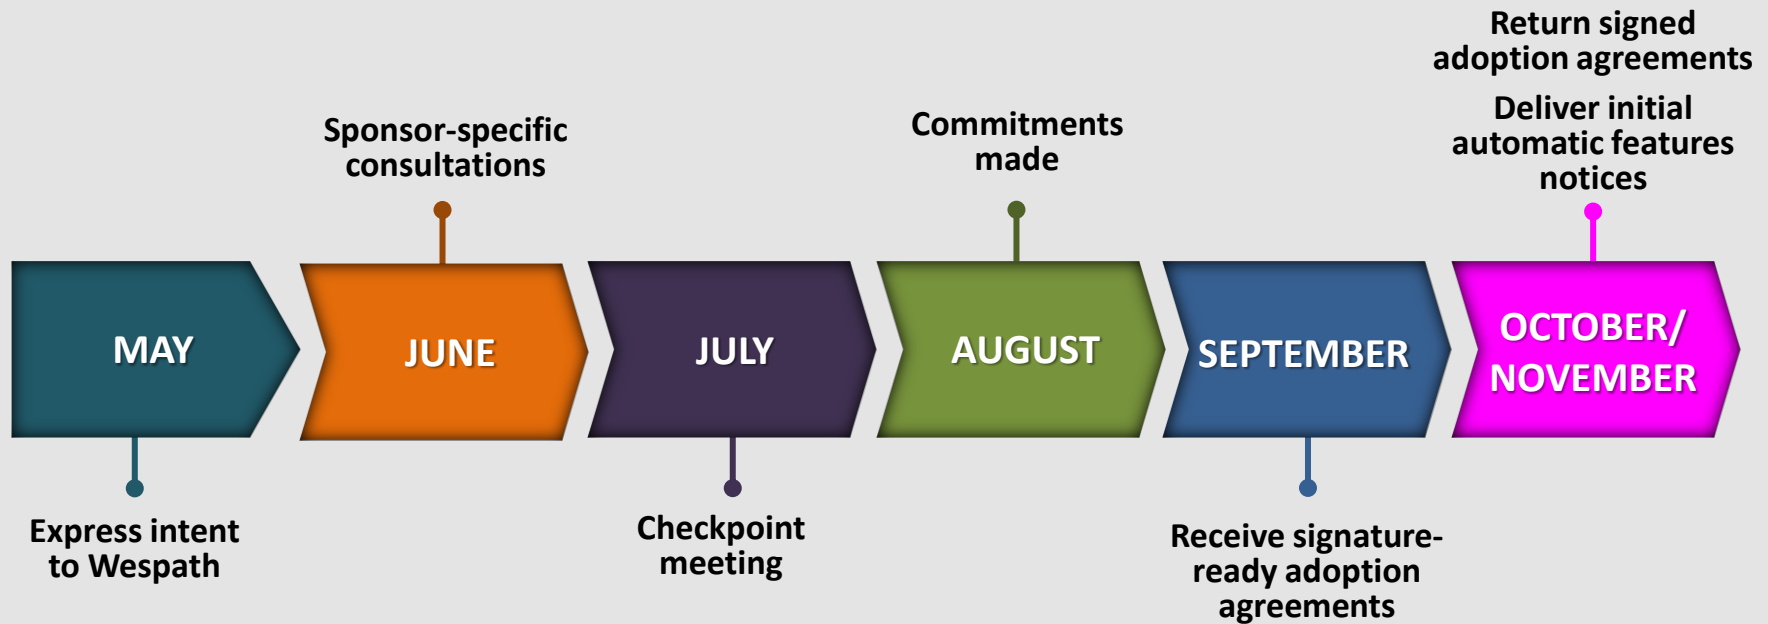 Return signed
adoption agreements
Deliver initial
automatic features
notices
Sponsor-specific
consultations
Commitments
made
MAY
JUNE
JULY
AUGUST
SEPTEMBER
OCTOBER/
NOVEMBER
Express intent
to Wespath
Checkpoint
meeting
Receive signature-
ready adoption
agreements